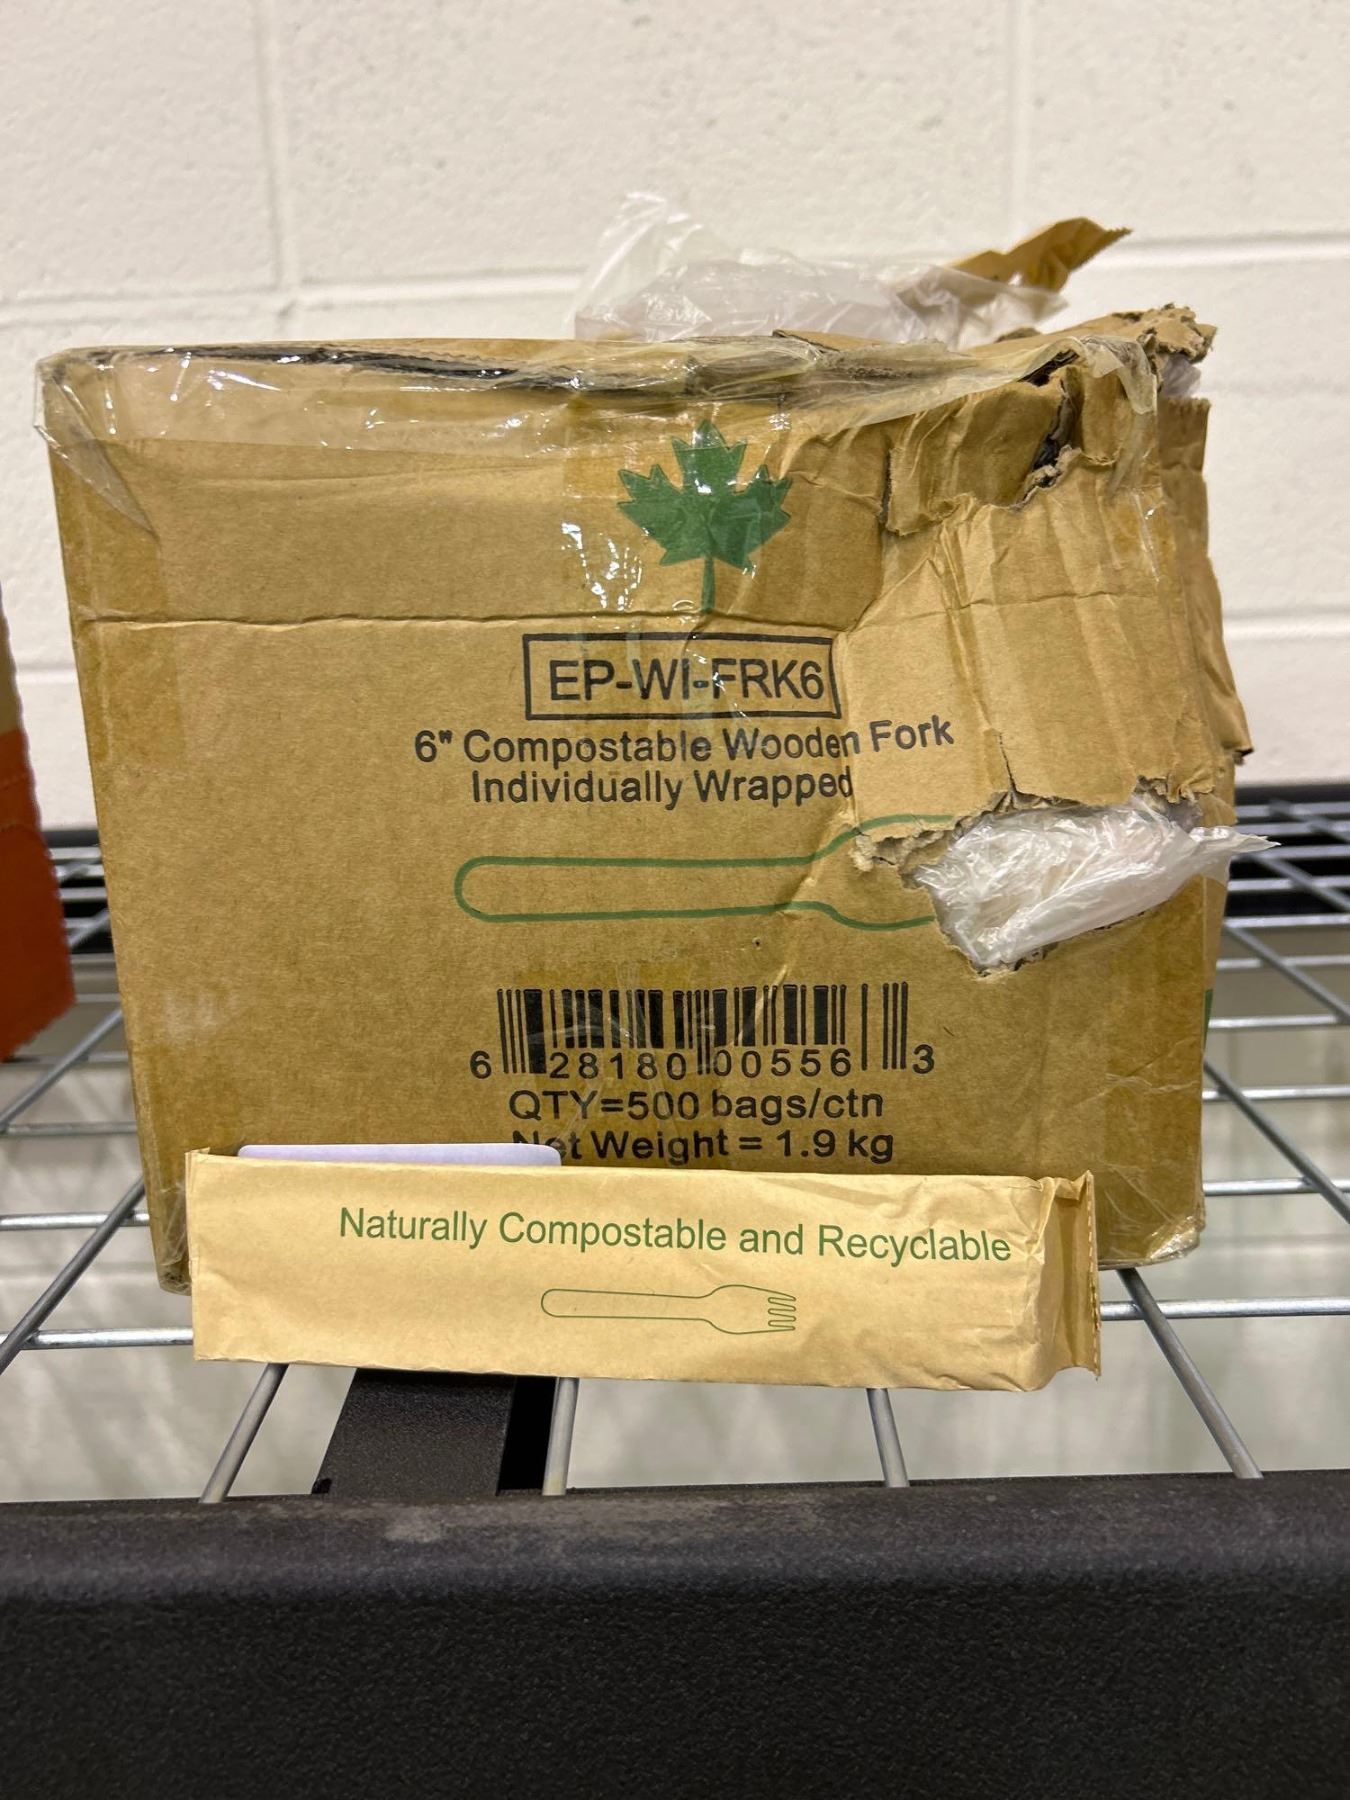 EP-WI-FRK6
6" Compostable Wooden Fork
Individually Wrapped
6 28180 00556 3
QTY=500 bags/ctn
Net Weight = 1.9 kg
Naturally Compostable and Recyclable